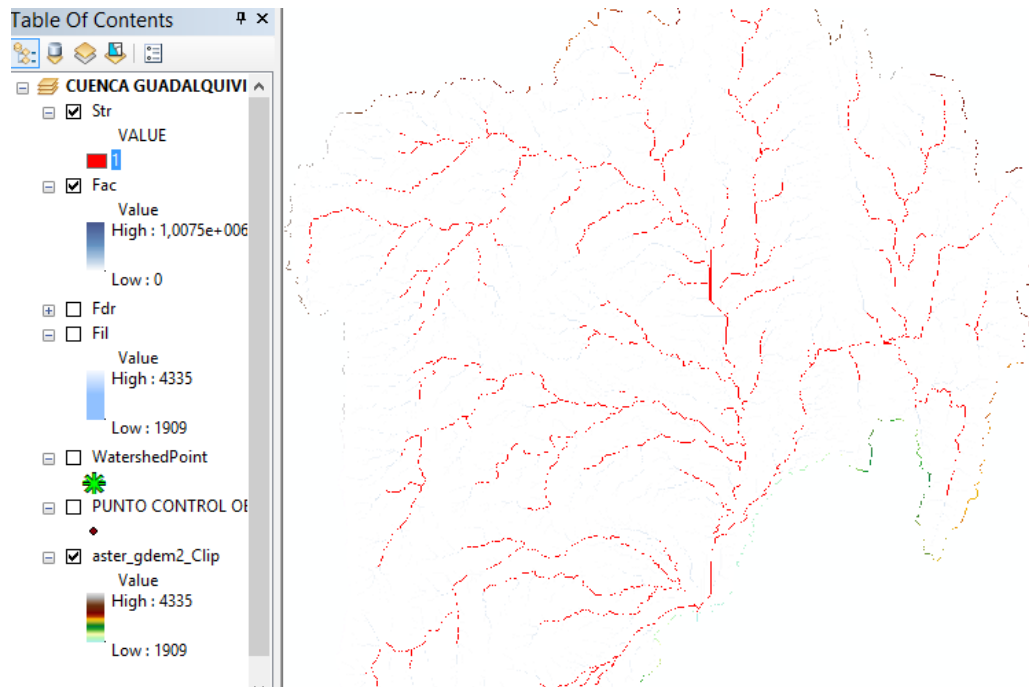 Table Of Contents
CUENCA GUADALQUIVI
Str
VALUE
1
Fac
Value
High : 1,0075e+006
Low : 0
Fdr
Fil
Value
High : 4335
Low : 1909
WatershedPoint
PUNTO CONTROL OE
aster_gdem2_Clip
Value
High : 4335
Low : 1909